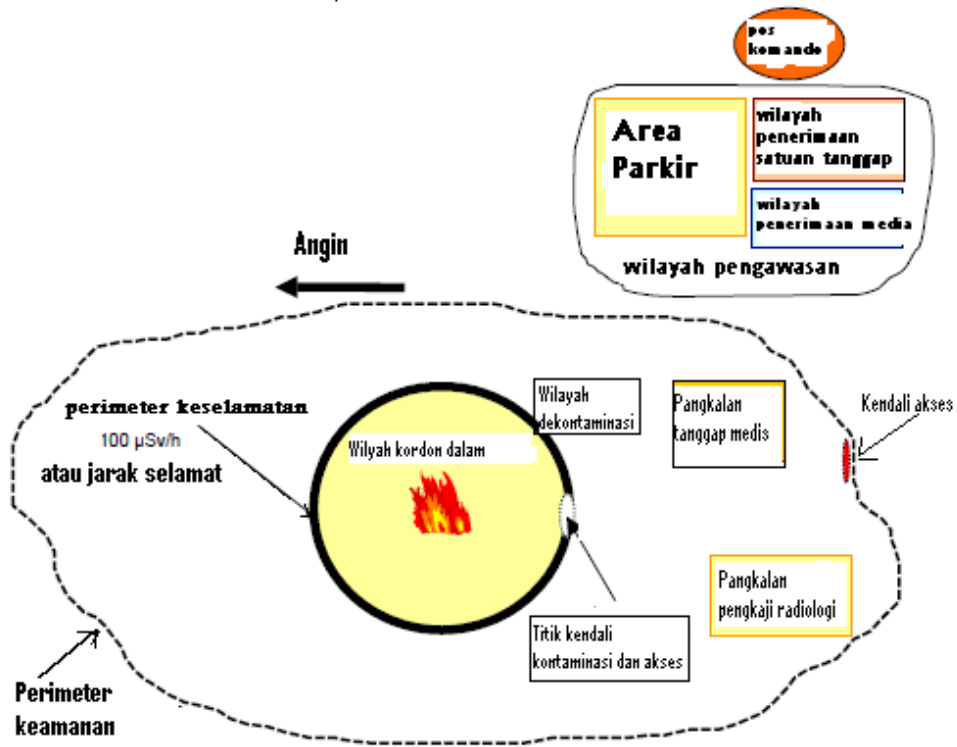 pos
komando
Area
Parkir
wilayah
penerimaan
satuan tanggap
wilayah
penerimaan media
wilayah pengawasan
Angin
perimeter keselamatan
100 µSv/h
atau jarak selamat
Wilyah kordon dalam
Wilayah
dekontaminasi
Pangkalan
tanggap medis
Kendali akses
Pangkalan
pengkaji radiologi
Titik kendali
kontaminasi dan akses
Perimeter
keamanan